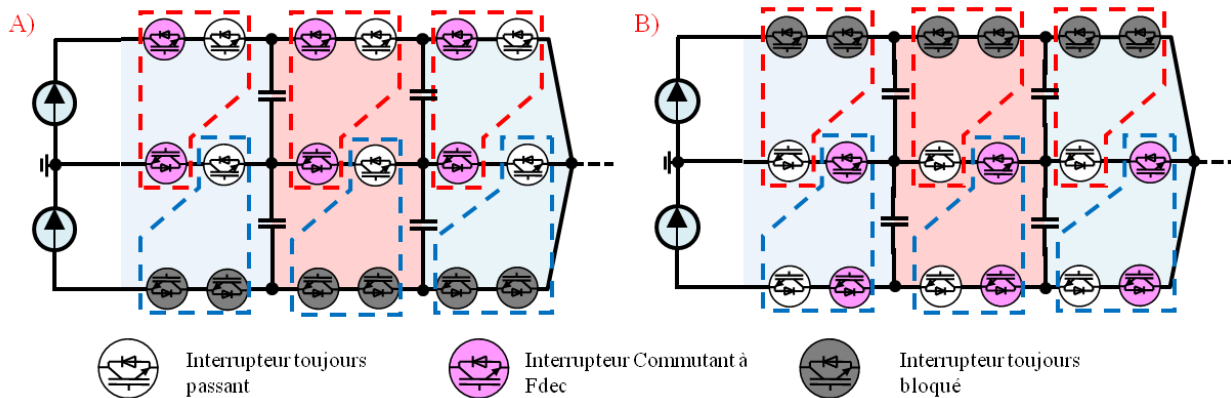 A)
B)
Interrupteur toujours
passant
Interrupteur Commutant à
Fdec
Interrupteur toujours
bloqué